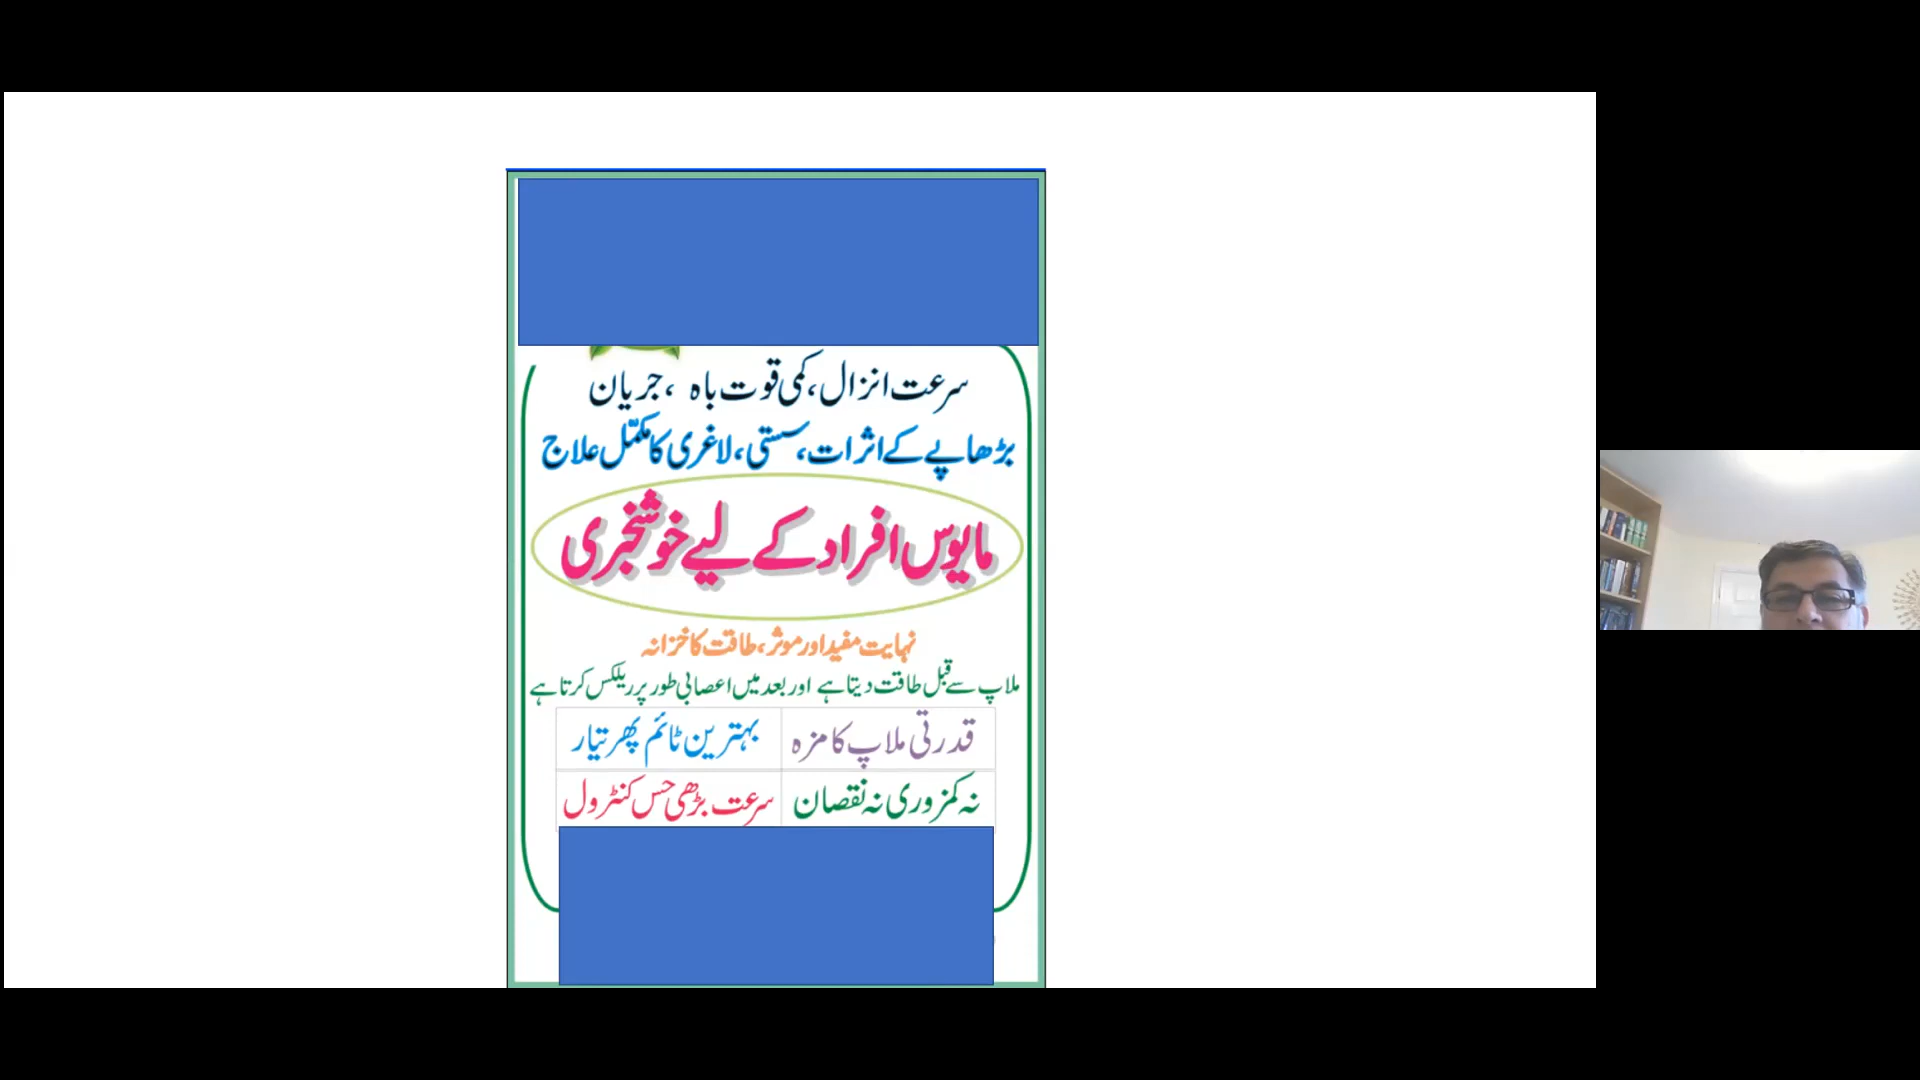 سرعت انزال، کمی قوت باہ، جریان
بڑھاپے کے اثرات، سستی، لاغری کا مکمّل علاج
مایوس افراد کے لیے خوشخبری
نہایت مفید اور موثر، طاقت کا خزانہ
ملاپ سے قبل طاقت دیتا ہے اور بعد میں اعصابی طور پر ریلکس کرتا ہے
قدرتی ملاپ کا مزہ
بہترین ٹائم پھر تیار
نہ کمزوری نہ نقصان
سرعت بڑھی حس کنٹرول